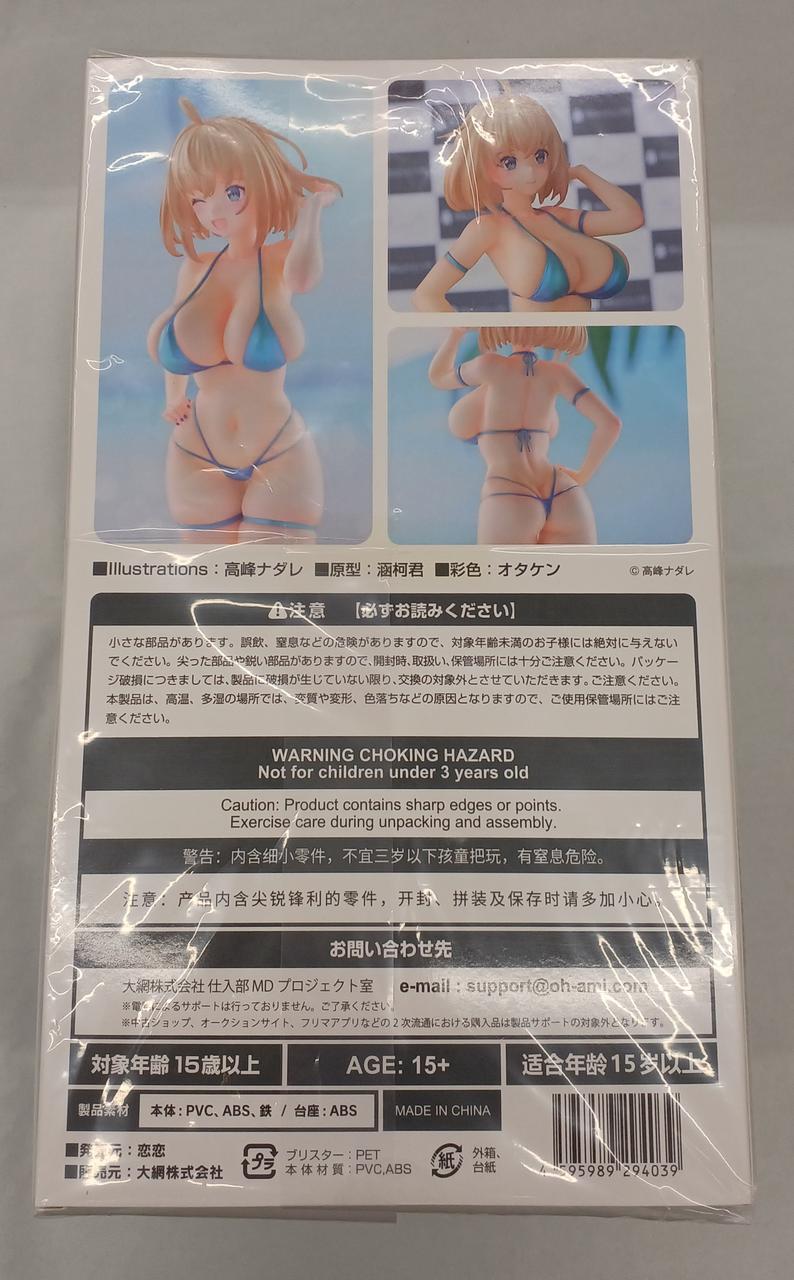 ■Illustrations：高峰ナダレ ■原型：涵柯君 ■彩色：オタケン
© 高峰ナダレ
注意 【必ずお読みください】
小さな部品があります。誤飲、窒息などの危険がありますので、対象年齢未満のお子様には絶対に与えない
でください。尖った部品や鋭い部品がありますので、開封時、取扱い、保管場所には十分ご注意ください。パッケー
ジ破損につきましては、製品に破損が生じていない限り、交換の対象外とさせていただきます。ご注意ください。
本製品は、高温、多湿の場所では、変質や変形、色落ちなどの原因となりますので、ご使用保管場所にはご注
意ください。
WARNING CHOKING HAZARD
Not for children under 3 years old
Caution: Product contains sharp edges or points.
Exercise care during unpacking and assembly.
警告：内含细小零件，不宜三岁以下孩童把玩，有窒息危险。
注意：产品内含尖锐锋利的零件，开封、拼装及保存时请多加小心。
お問い合わせ先
大網株式会社 仕入部 MD プロジェクト室 e-mail : support@oh-ami.com
※電話によるサポートは行っておりません。ご了承ください。
※中古ショップ、オークションサイト、フリマアプリなどの2次流通における購入品は製品サポートの対象外となります。
対象年齢 15歳以上
AGE: 15+
适合年龄 15 岁以上
製品素材 本体：PVC、ABS、鉄 / 台座：ABS
MADE IN CHINA
■発売元：恋恋
■販売元：大網株式会社
プラ
ブリスター：PET
本体材質：PVC,ABS
紙
外箱、
台紙
4 595989 294039